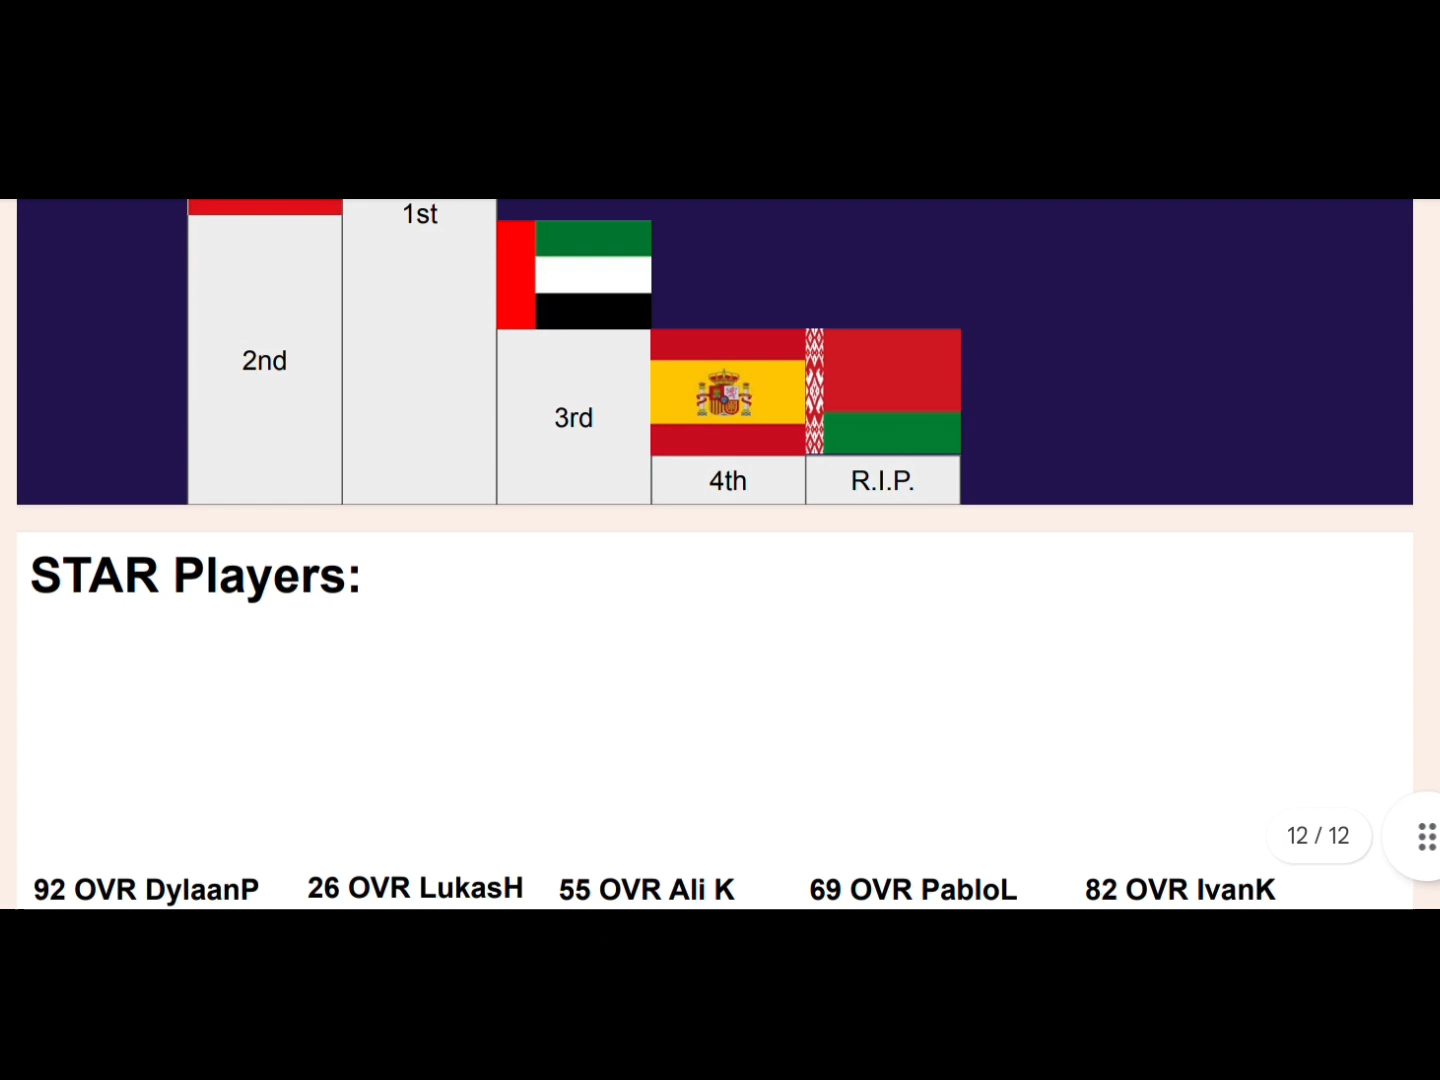 1st
2nd
3rd
4th
R.I.P.
STAR Players:
12 / 12
92 OVR DylaanP
26 OVR LukasH
55 OVR Ali K
69 OVR PabloL
82 OVR IvanK